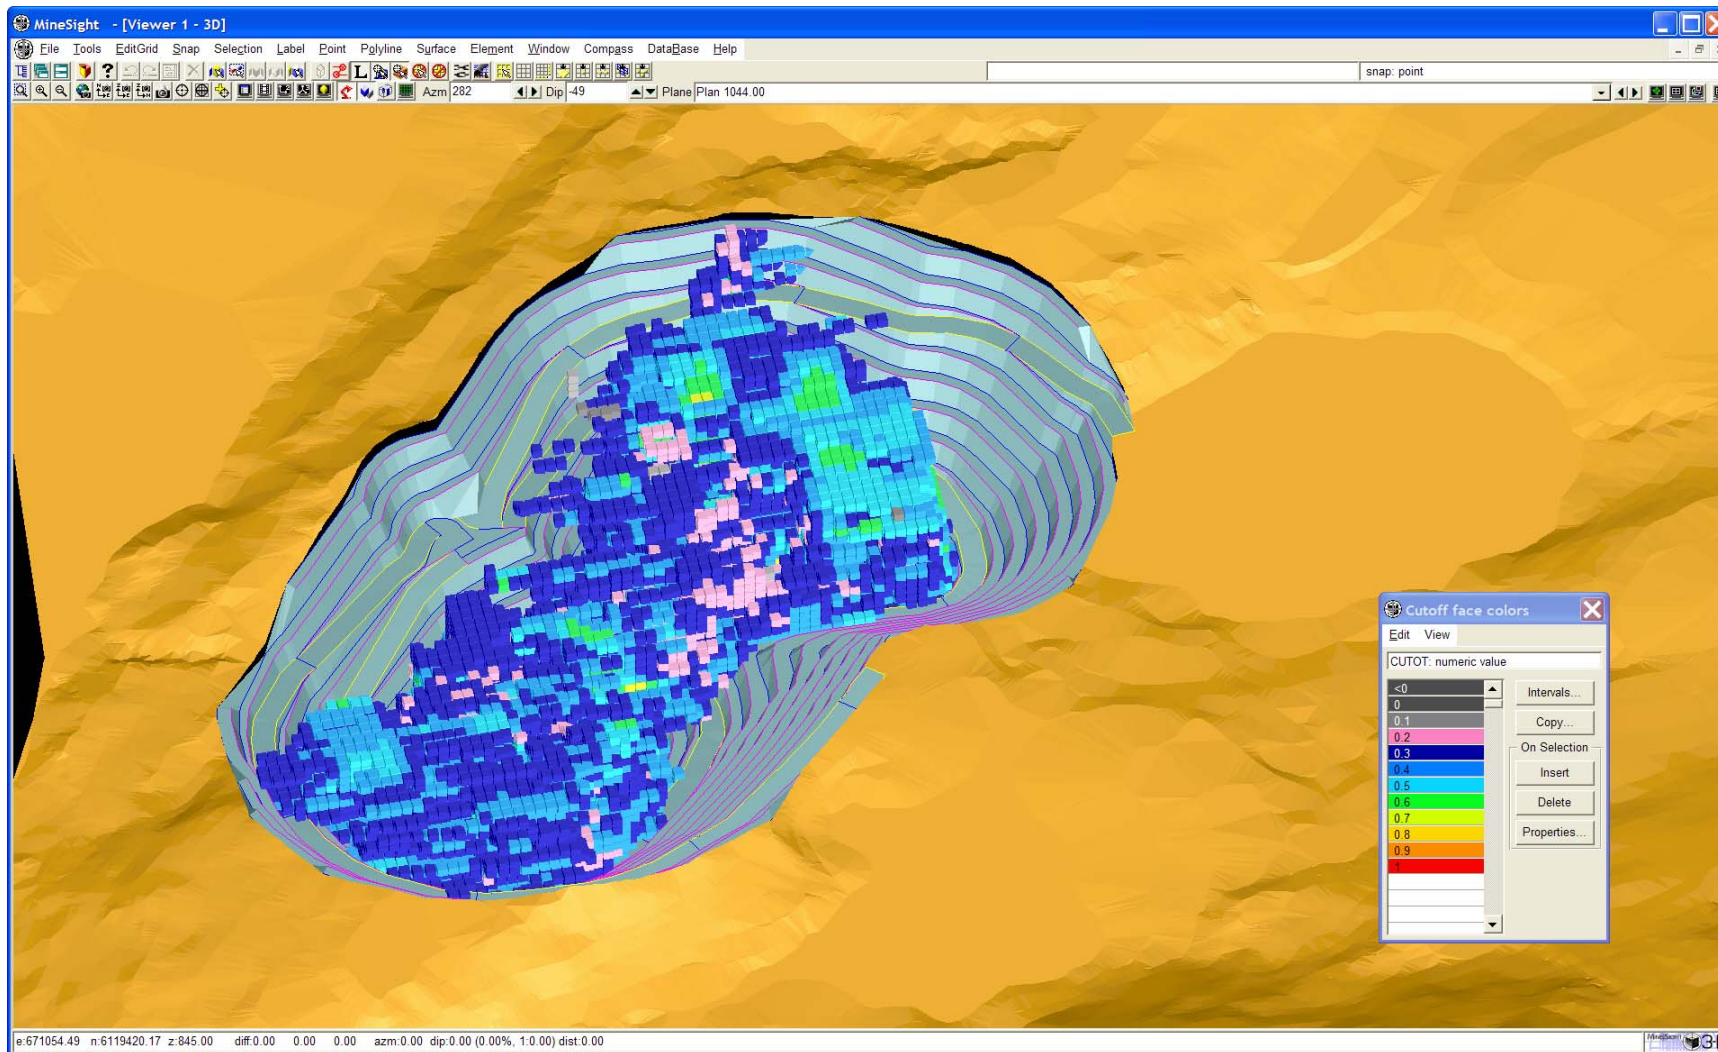 MineSight - [Viewer 1 - 3D]
File Tools EditGrid Snap Selection Label Point Polyline Surface Element Window Compass DataBase Help
snap: point
Azm 282 Dip -49 Plane Plan 1044.00
Cutoff face colors
Edit View
CUTOT: numeric value
<0
0
0.1
0.2
0.3
0.4
0.5
0.6
0.7
0.8
0.9
1
Intervals...
Copy...
On Selection
Insert
Delete
Properties...
e:671054.49 n:6119420.17 z:845.00 diff:0.00 0.00 0.00 azm:0.00 dip:0.00 (0.00%, 1:0.00) dist:0.00